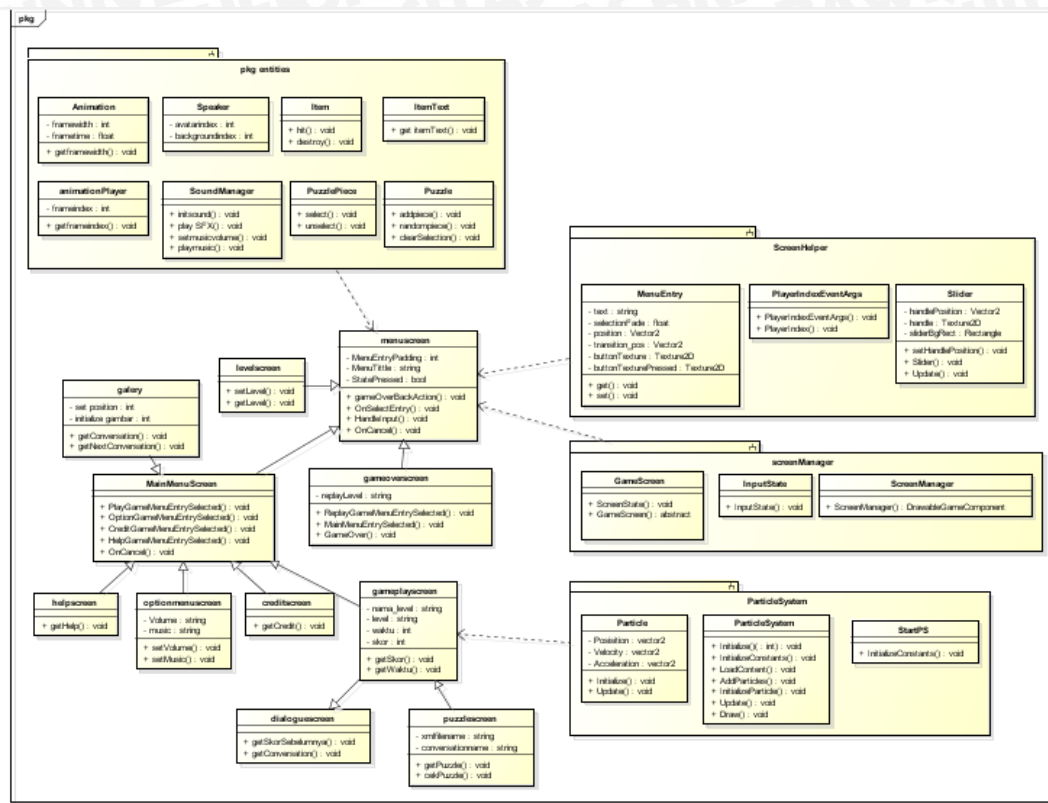 pkg
pkg entities
Animation
- framewidth : int
- frametime : float
+ getframewidth() : void
Speaker
- avatarindex : int
- backgroundindex : int
Item
+ hit() : void
+ destroy() : void
ItemText
+ get itemText() : void
animationPlayer
- frameindex : int
+ getframeindex() : void
SoundManager
+ initsound() : void
+ play SFX() : void
+ setmusicvolume() : void
+ playmusic() : void
PuzzlePiece
+ select() : void
+ unselect() : void
Puzzle
+ addpiece() : void
+ randompiece() : void
+ clearSelection() : void
ScreenHelper
MenuEntry
- text : string
- selectionFade : float
- position : Vector2
- transition_pos : Vector2
- buttonTexture : Texture2D
- buttonTexturePressed : Texture2D
+ get() : void
+ set() : void
PlayerIndexEventArgs
+ PlayerIndexEventArgs() : void
+ PlayerIndex() : void
Slider
- handlePosition : Vector2
- handle : Texture2D
- sliderBgRect : Rectangle
+ setHandlePosition() : void
+ Slider() : void
+ Update() : void
menuscreen
- MenuEntryPadding : int
- MenuTittle : string
- StatePressed : bool
+ gameOverBackAction() : void
+ OnSelectEntry() : void
+ HandleInput() : void
+ OnCancel() : void
levelscreen
+ setLevel() : void
+ getLevel() : void
galery
- set position : int
- initialize gambar : int
+ getConversation() : void
+ getNextConversation() : void
MainMenuScreen
+ PlayGameMenuEntrySelected() : void
+ OptionGameMenuEntrySelected() : void
+ CreditGameMenuEntrySelected() : void
+ HelpGameMenuEntrySelected() : void
+ OnCancel() : void
gameoverscreen
- replayLevel : string
+ ReplayGameMenuEntrySelected() : void
+ MainMenuEntrySelected() : void
+ GameOver() : void
screenManager
GameScreen
+ ScreenState() : void
+ GameScreen() : abstract
InputState
+ InputState() : void
ScreenManager
+ ScreenManager() : DrawableGameComponent
helpscreen
+ getHelp() : void
optionmenuscreen
- Volume : string
- music : string
+ setVolume() : void
+ setMusic() : void
creditscreen
+ getCredit() : void
gameplayscreen
- nama_level : string
- level : string
- waktu : int
- skor : int
+ getSkor() : void
+ getWaktu() : void
ParticleSystem
Particle
- Posisition : vector2
- Velocity : vector2
- Acceleration : vector2
+ Initialize() : void
+ Update() : void
ParticleSystem
+ Initialize()( : int) : void
+ InitializeConstants() : void
+ LoadContent() : void
+ AddParticles() : void
+ InitializeParticle() : void
+ Update() : void
+ Draw() : void
StartPS
+ InitializeConstants() : void
dialoguescreen
+ getSkorSebelumnya() : void
+ getConversation() : void
puzzlescreen
- xmlfilename : string
- conversationname : string
+ getPuzzle() : void
+ cekPuzzle() : void